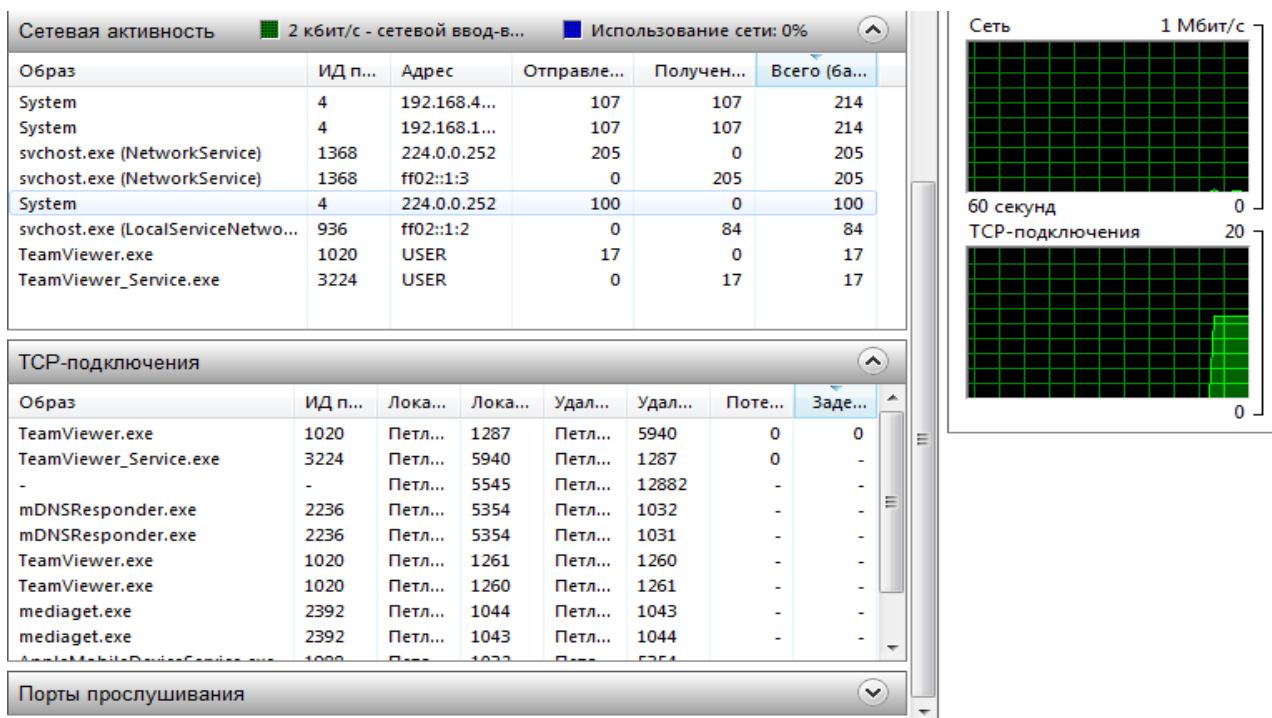 Сетевая активность 2 кбит/с - сетевой ввод-в... Использование сети: 0%
Образ ИД п... Адрес Отправле... Получен... Всего (ба...
System 4 192.168.4... 107 107 214
System 4 192.168.1... 107 107 214
svchost.exe (NetworkService) 1368 224.0.0.252 205 0 205
svchost.exe (NetworkService) 1368 ff02::1:3 0 205 205
System 4 224.0.0.252 100 0 100
svchost.exe (LocalServiceNetwo... 936 ff02::1:2 0 84 84
TeamViewer.exe 1020 USER 17 0 17
TeamViewer_Service.exe 3224 USER 0 17 17
TCP-подключения
Образ ИД п... Лока... Лока... Удал... Удал... Поте... Заде...
TeamViewer.exe 1020 Петл... 1287 Петл... 5940 0 0
TeamViewer_Service.exe 3224 Петл... 5940 Петл... 1287 0 -
- - Петл... 5545 Петл... 12882 - -
mDNSResponder.exe 2236 Петл... 5354 Петл... 1032 - -
mDNSResponder.exe 2236 Петл... 5354 Петл... 1031 - -
TeamViewer.exe 1020 Петл... 1261 Петл... 1260 - -
TeamViewer.exe 1020 Петл... 1260 Петл... 1261 - -
mediaget.exe 2392 Петл... 1044 Петл... 1043 - -
mediaget.exe 2392 Петл... 1043 Петл... 1044 - -
Порты прослушивания
Сеть 1 Мбит/с
60 секунд 0
TCP-подключения 20
0